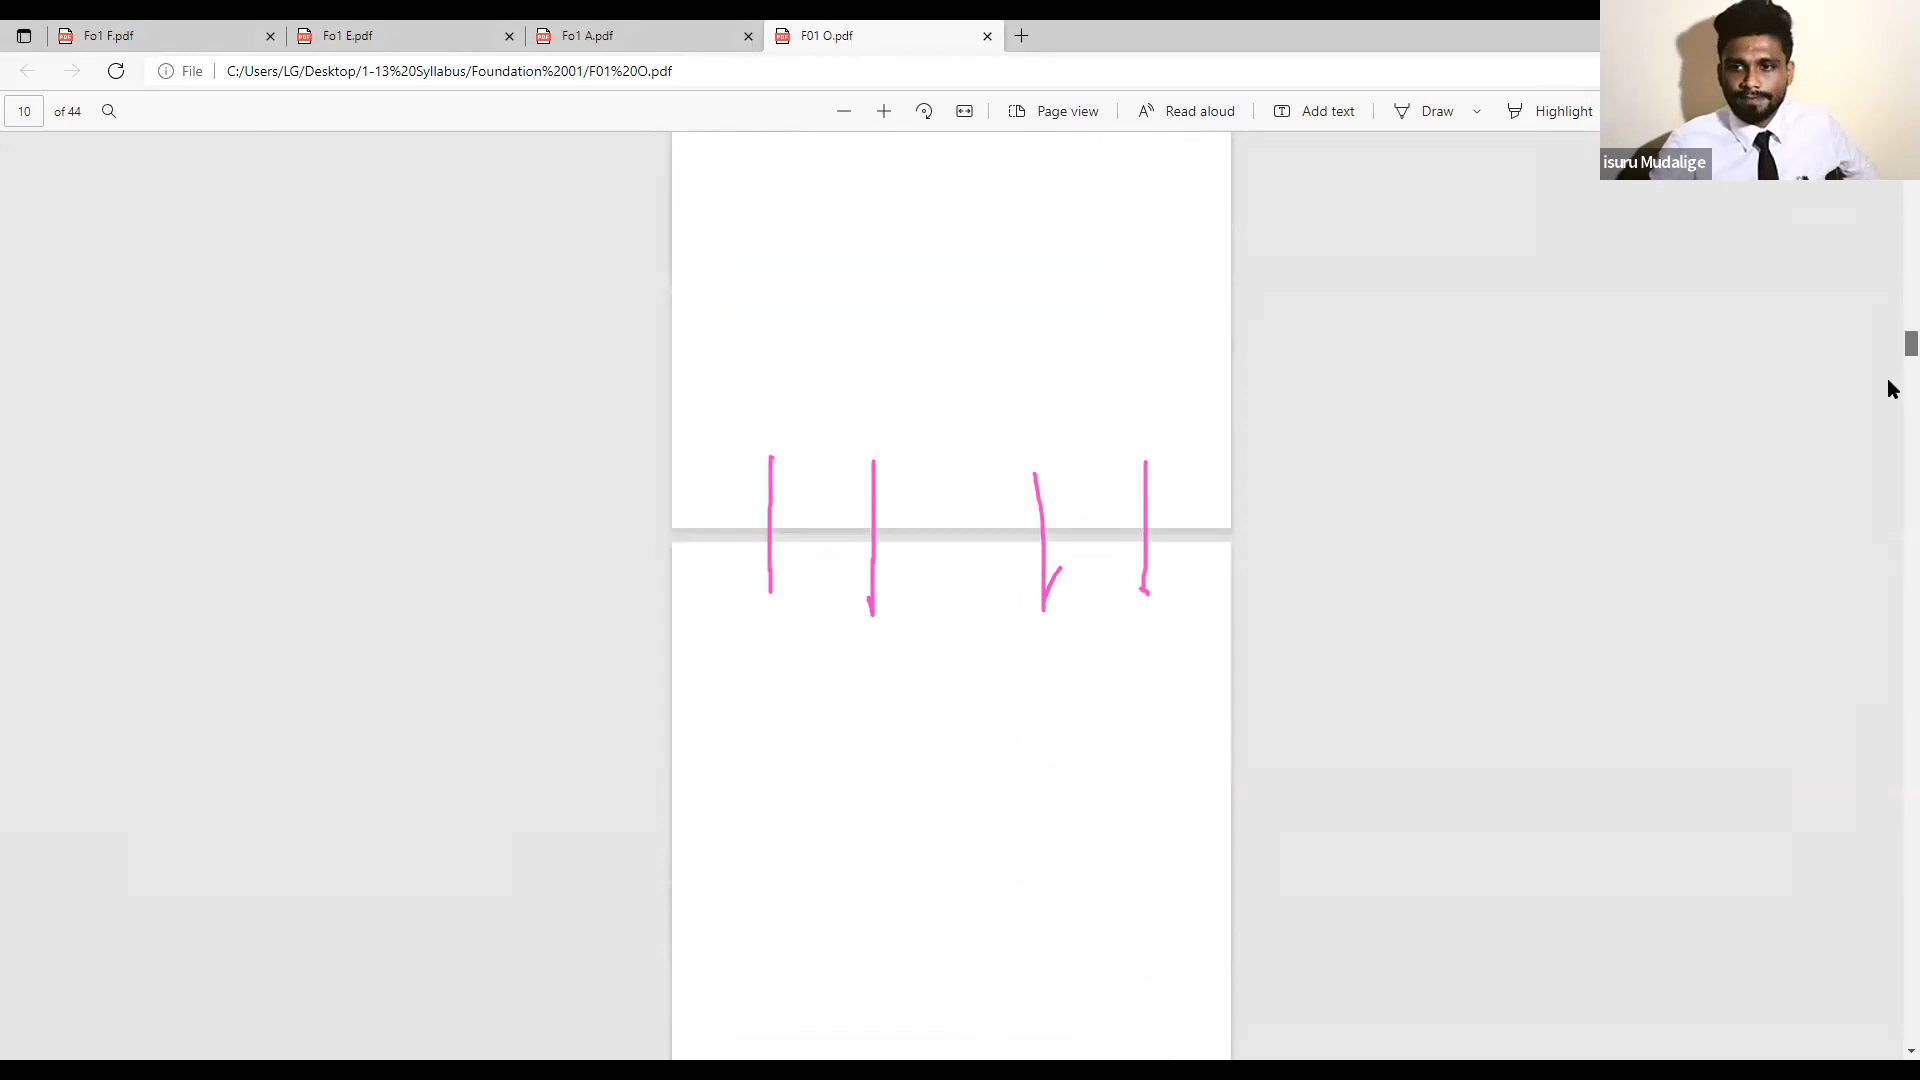 Fo1 F.pdf Fo1 E.pdf Fo1 A.pdf F01 O.pdf
File C:/Users/LG/Desktop/1-13%20Syllabus/Foundation%2001/F01%20O.pdf
10 of 44 Page view Read aloud Add text Draw Highlight
isuru Mudalige